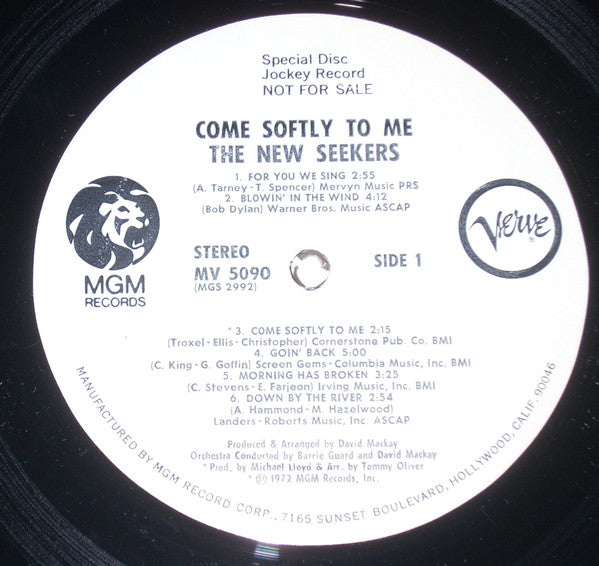 Special Disc
Jockey Record
NOT FOR SALE
COME SOFTLY TO ME
THE NEW SEEKERS
1. FOR YOU WE SING 2:55
(A. Tarney - T. Spencer) Mervyn Music PRS
2. BLOWIN' IN THE WIND 4:12
(Bob Dylan) Warner Bros. Music ASCAP
MGM
RECORDS
STEREO
MV 5090
(MGS 2992)
SIDE 1
Verve
* 3. COME SOFTLY TO ME 2:15
(Troxel - Ellis - Christopher) Cornerstone Pub. Co. BMI
4. GOIN' BACK 5:00
(C. King - G. Goffin) Screen Gems - Columbia Music, Inc. BMI
5. MORNING HAS BROKEN 3:25
(C. Stevens - E. Farjeon) Irving Music, Inc. BMI
6. DOWN BY THE RIVER 2:54
(A. Hammond - M. Hazelwood)
Landers - Roberts Music, Inc. ASCAP
Produced & Arranged by David Mackay
Orchestra Conducted by Barrie Guard and David Mackay
* Prod. by Michael Lloyd & Arr. by Tommy Oliver
* ℗ 1972 MGM Records, Inc.
MANUFACTURED BY MGM RECORD CORP., 7165 SUNSET BOULEVARD, HOLLYWOOD, CALIF. 90046